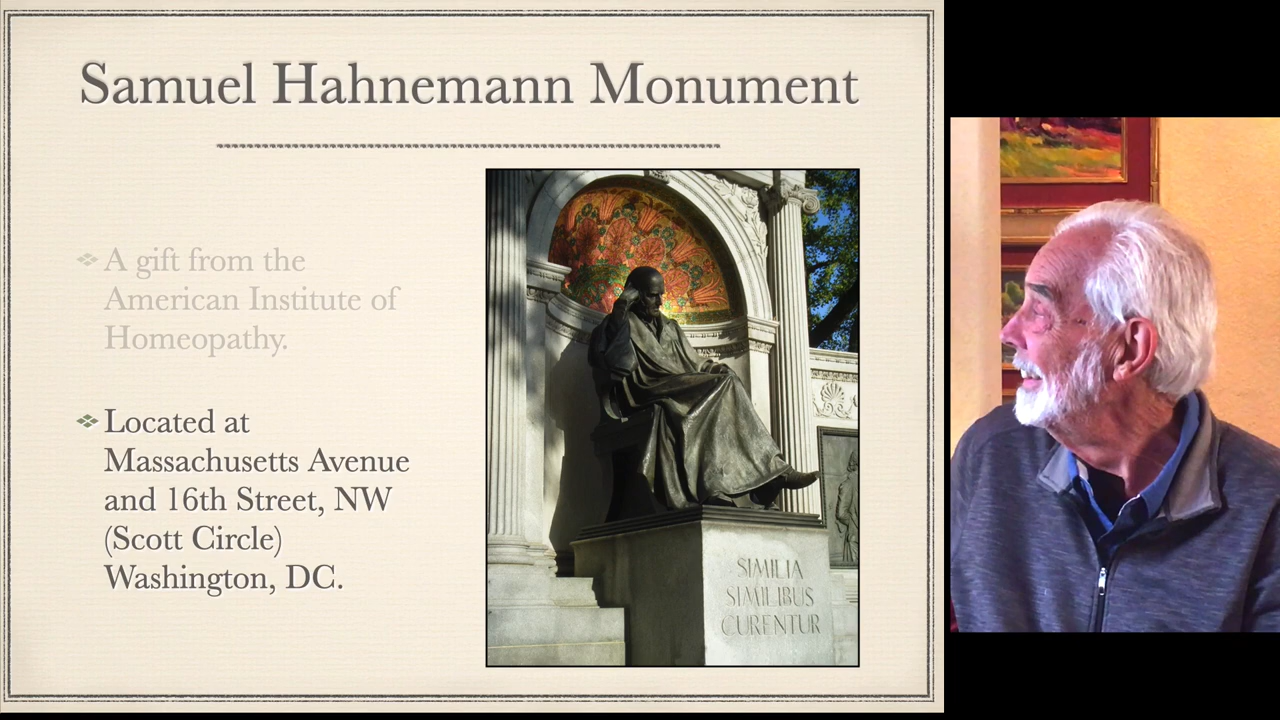 Samuel Hahnemann Monument
A gift from the
American Institute of
Homeopathy.
Located at
Massachusetts Avenue
and 16th Street, NW
(Scott Circle)
Washington, DC.
SIMILIA
SIMILIBUS
CURENTUR